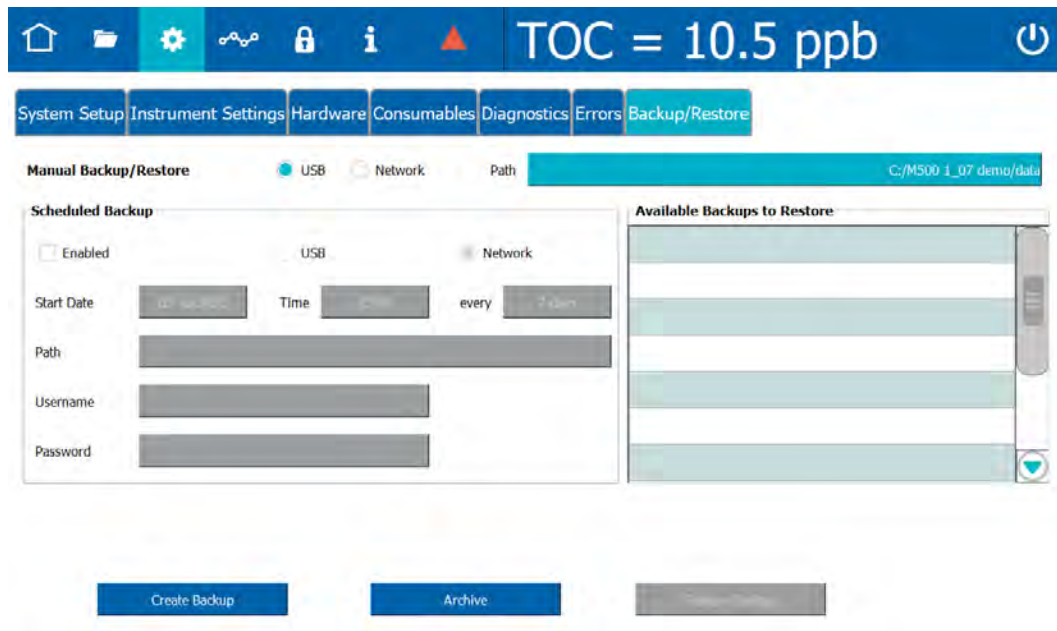 TOC = 10.5 ppb
System Setup Instrument Settings Hardware Consumables Diagnostics Errors Backup/Restore
Manual Backup/Restore USB Network Path C:/M500 1_07 demo/data
Scheduled Backup
Enabled USB Network
Start Date Time every
Path
Username
Password
Available Backups to Restore
Create Backup Archive